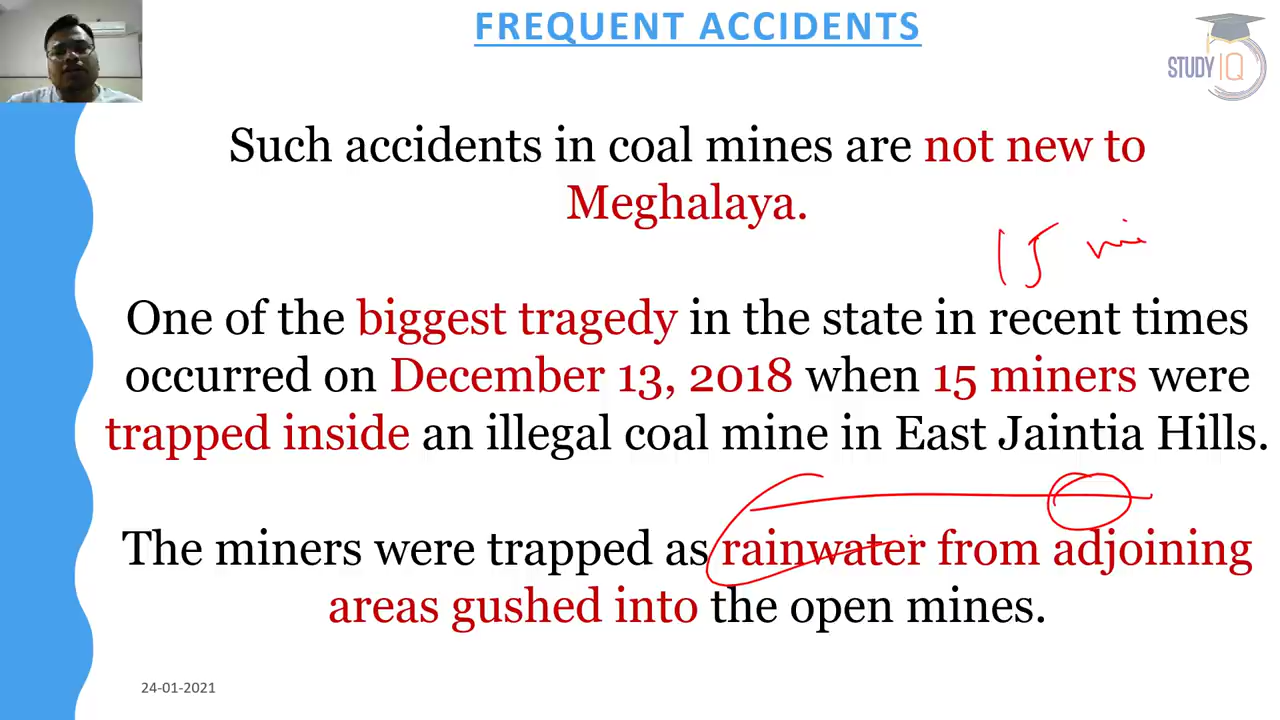 FREQUENT ACCIDENTS
STUDY IQ
Such accidents in coal mines are not new to
Meghalaya.
15 mi
One of the biggest tragedy in the state in recent times
occurred on December 13, 2018 when 15 miners were
trapped inside an illegal coal mine in East Jaintia Hills.
The miners were trapped as rainwater from adjoining
areas gushed into the open mines.
24-01-2021